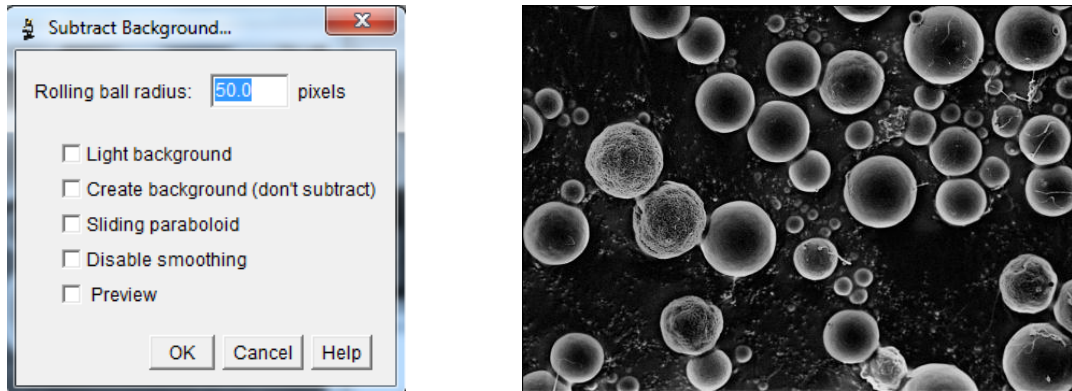 Subtract Background...
Rolling ball radius: 50.0 pixels
Light background
Create background (don't subtract)
Sliding paraboloid
Disable smoothing
Preview
OK Cancel Help